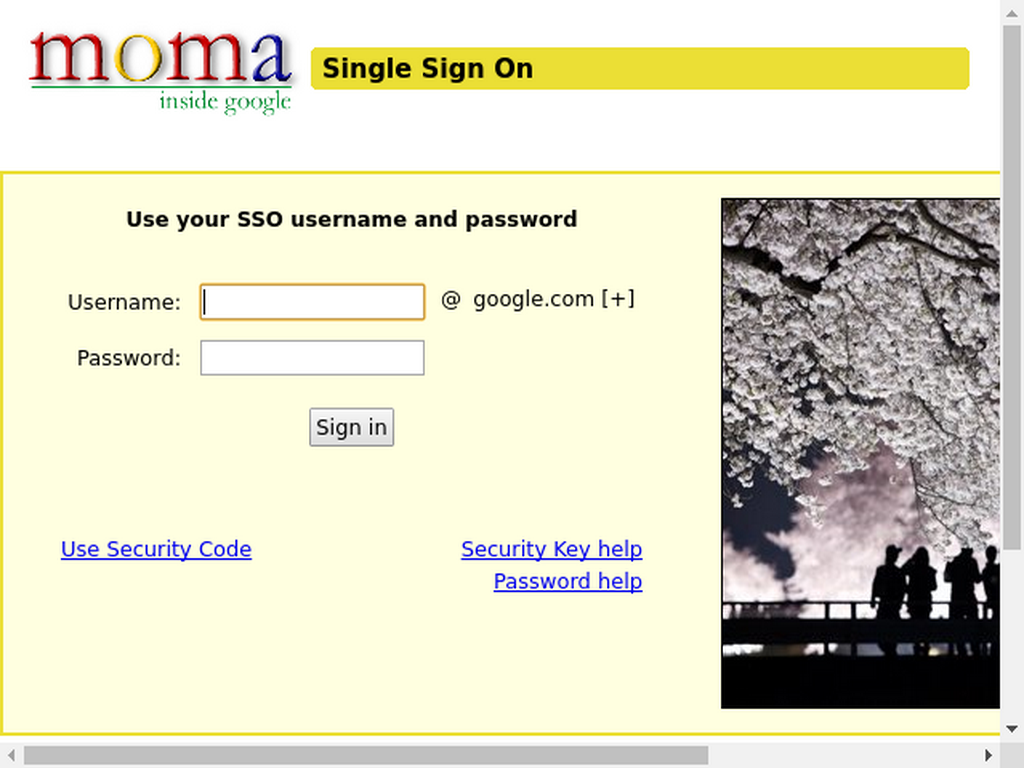 moma
inside google
Single Sign On
Use your SSO username and password
Username:
@ google.com [+]
Password:
Sign in
Use Security Code
Security Key help
Password help